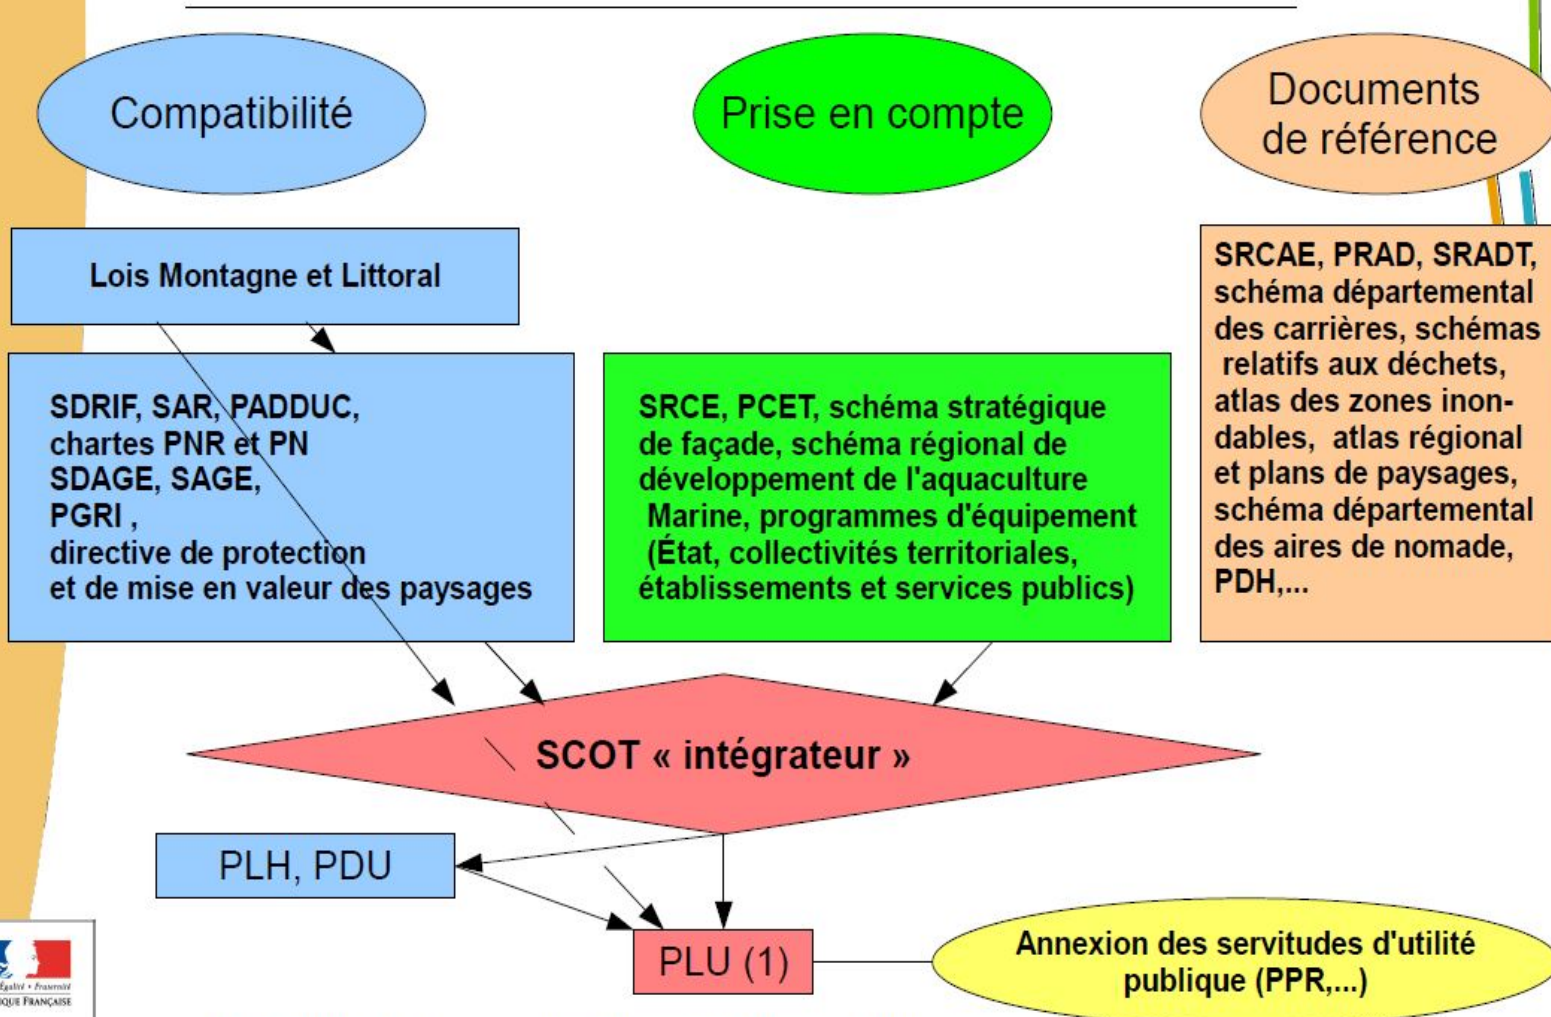 Compatibilité
Prise en compte
Documents
de référence
Lois Montagne et Littoral
SDRIF, SAR, PADDUC,
chartes PNR et PN
SDAGE, SAGE,
PGRI ,
directive de protection
et de mise en valeur des paysages
SRCE, PCET, schéma stratégique
de façade, schéma régional de
développement de l'aquaculture
Marine, programmes d'équipement
(État, collectivités territoriales,
établissements et services publics)
SRCAE, PRAD, SRADT,
schéma départemental
des carrières, schémas
relatifs aux déchets,
atlas des zones inon-
dables, atlas régional
et plans de paysages,
schéma départemental
des aires de nomade,
PDH,...
SCOT « intégrateur »
PLH, PDU
PLU (1)
Annexion des servitudes d'utilité
publique (PPR,...)
Égalité • Fraternité
IQUE FRANÇAISE